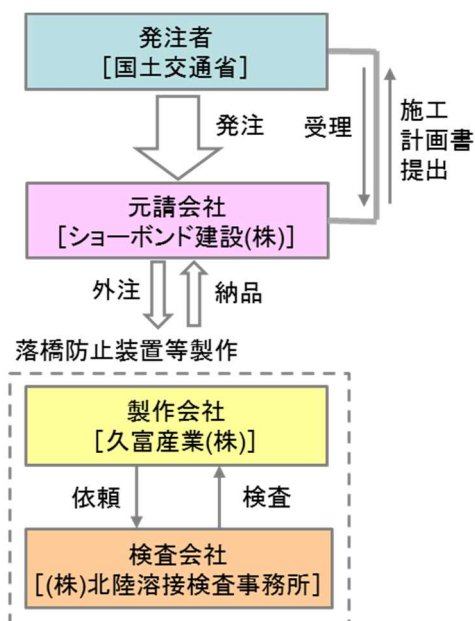 発注者
[国土交通省]
発注
受理
施工
計画書
提出
元請会社
[ショーボンド建設(株)]
外注
納品
落橋防止装置等製作
製作会社
[久富産業(株)]
依頼
検査
検査会社
[(株)北陸溶接検査事務所]